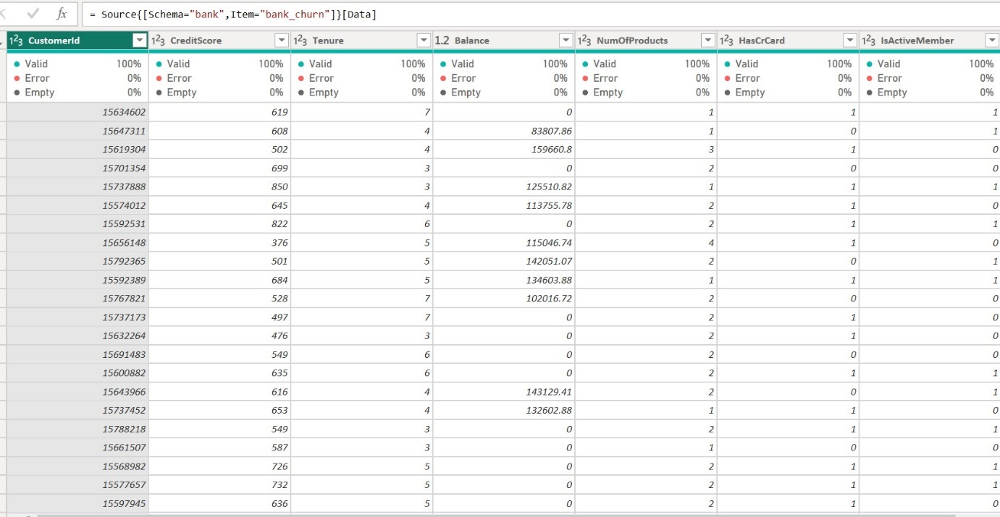 fx = Source{[Schema="bank",Item="bank_churn"]}[Data]
1²3 CustomerId 1²3 CreditScore 1²3 Tenure 1.2 Balance 1²3 NumOfProducts 1²3 HasCrCard 1²3 IsActiveMember
Valid 100% Valid 100% Valid 100% Valid 100% Valid 100% Valid 100% Valid 100%
Error 0% Error 0% Error 0% Error 0% Error 0% Error 0% Error 0%
Empty 0% Empty 0% Empty 0% Empty 0% Empty 0% Empty 0% Empty 0%
15634602 619 7 0 1 1 1
15647311 608 4 83807.86 1 0 1
15619304 502 4 159660.8 3 1 0
15701354 699 3 0 2 0 0
15737888 850 3 125510.82 1 1 1
15574012 645 4 113755.78 2 1 0
15592531 822 6 0 2 1 1
15656148 376 5 115046.74 4 1 0
15792365 501 5 142051.07 2 0 1
15592389 684 5 134603.88 1 1 1
15767821 528 7 102016.72 2 0 0
15737173 497 7 0 2 1 0
15632264 476 3 0 2 1 0
15691483 549 6 0 2 0 0
15600882 635 6 0 2 1 1
15643966 616 4 143129.41 2 0 1
15737452 653 4 132602.88 1 1 0
15788218 549 3 0 2 1 1
15661507 587 3 0 1 0 0
15568982 726 5 0 2 1 1
15577657 732 5 0 2 1 1
15597945 636 5 0 2 1 0